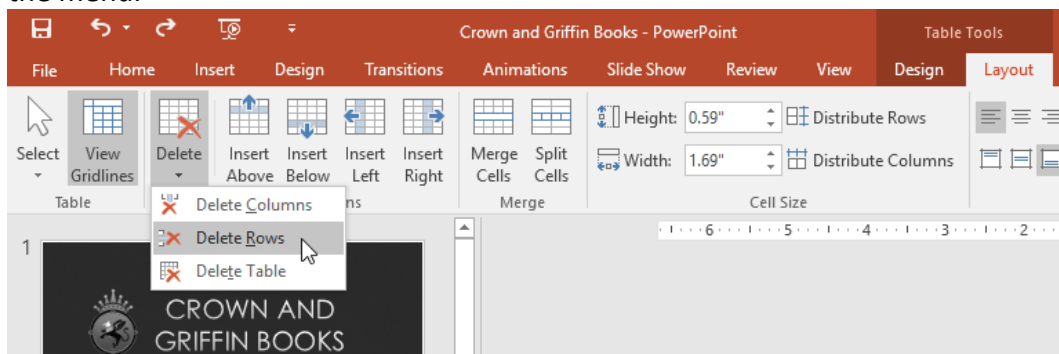 the menu.
Crown and Griffin Books - PowerPoint
Table Tools
File Home Insert Design Transitions Animations Slide Show Review View Design Layout
Select View Gridlines Delete Insert Above Insert Below Insert Left Insert Right Merge Cells Split Cells Height: 0.59" Distribute Rows
Width: 1.69" Distribute Columns
Table ns Merge Cell Size
Delete Columns
Delete Rows
Delete Table
6 5 4 3 2
1
CROWN AND
GRIFFIN BOOKS